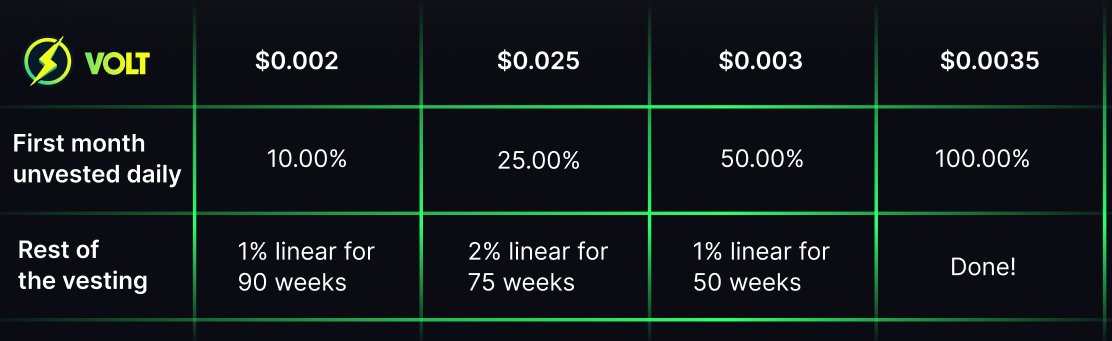 VOLT
$0.002
$0.025
$0.003
$0.0035
First month
unvested daily
10.00%
25.00%
50.00%
100.00%
Rest of
the vesting
1% linear for
90 weeks
2% linear for
75 weeks
1% linear for
50 weeks
Done!